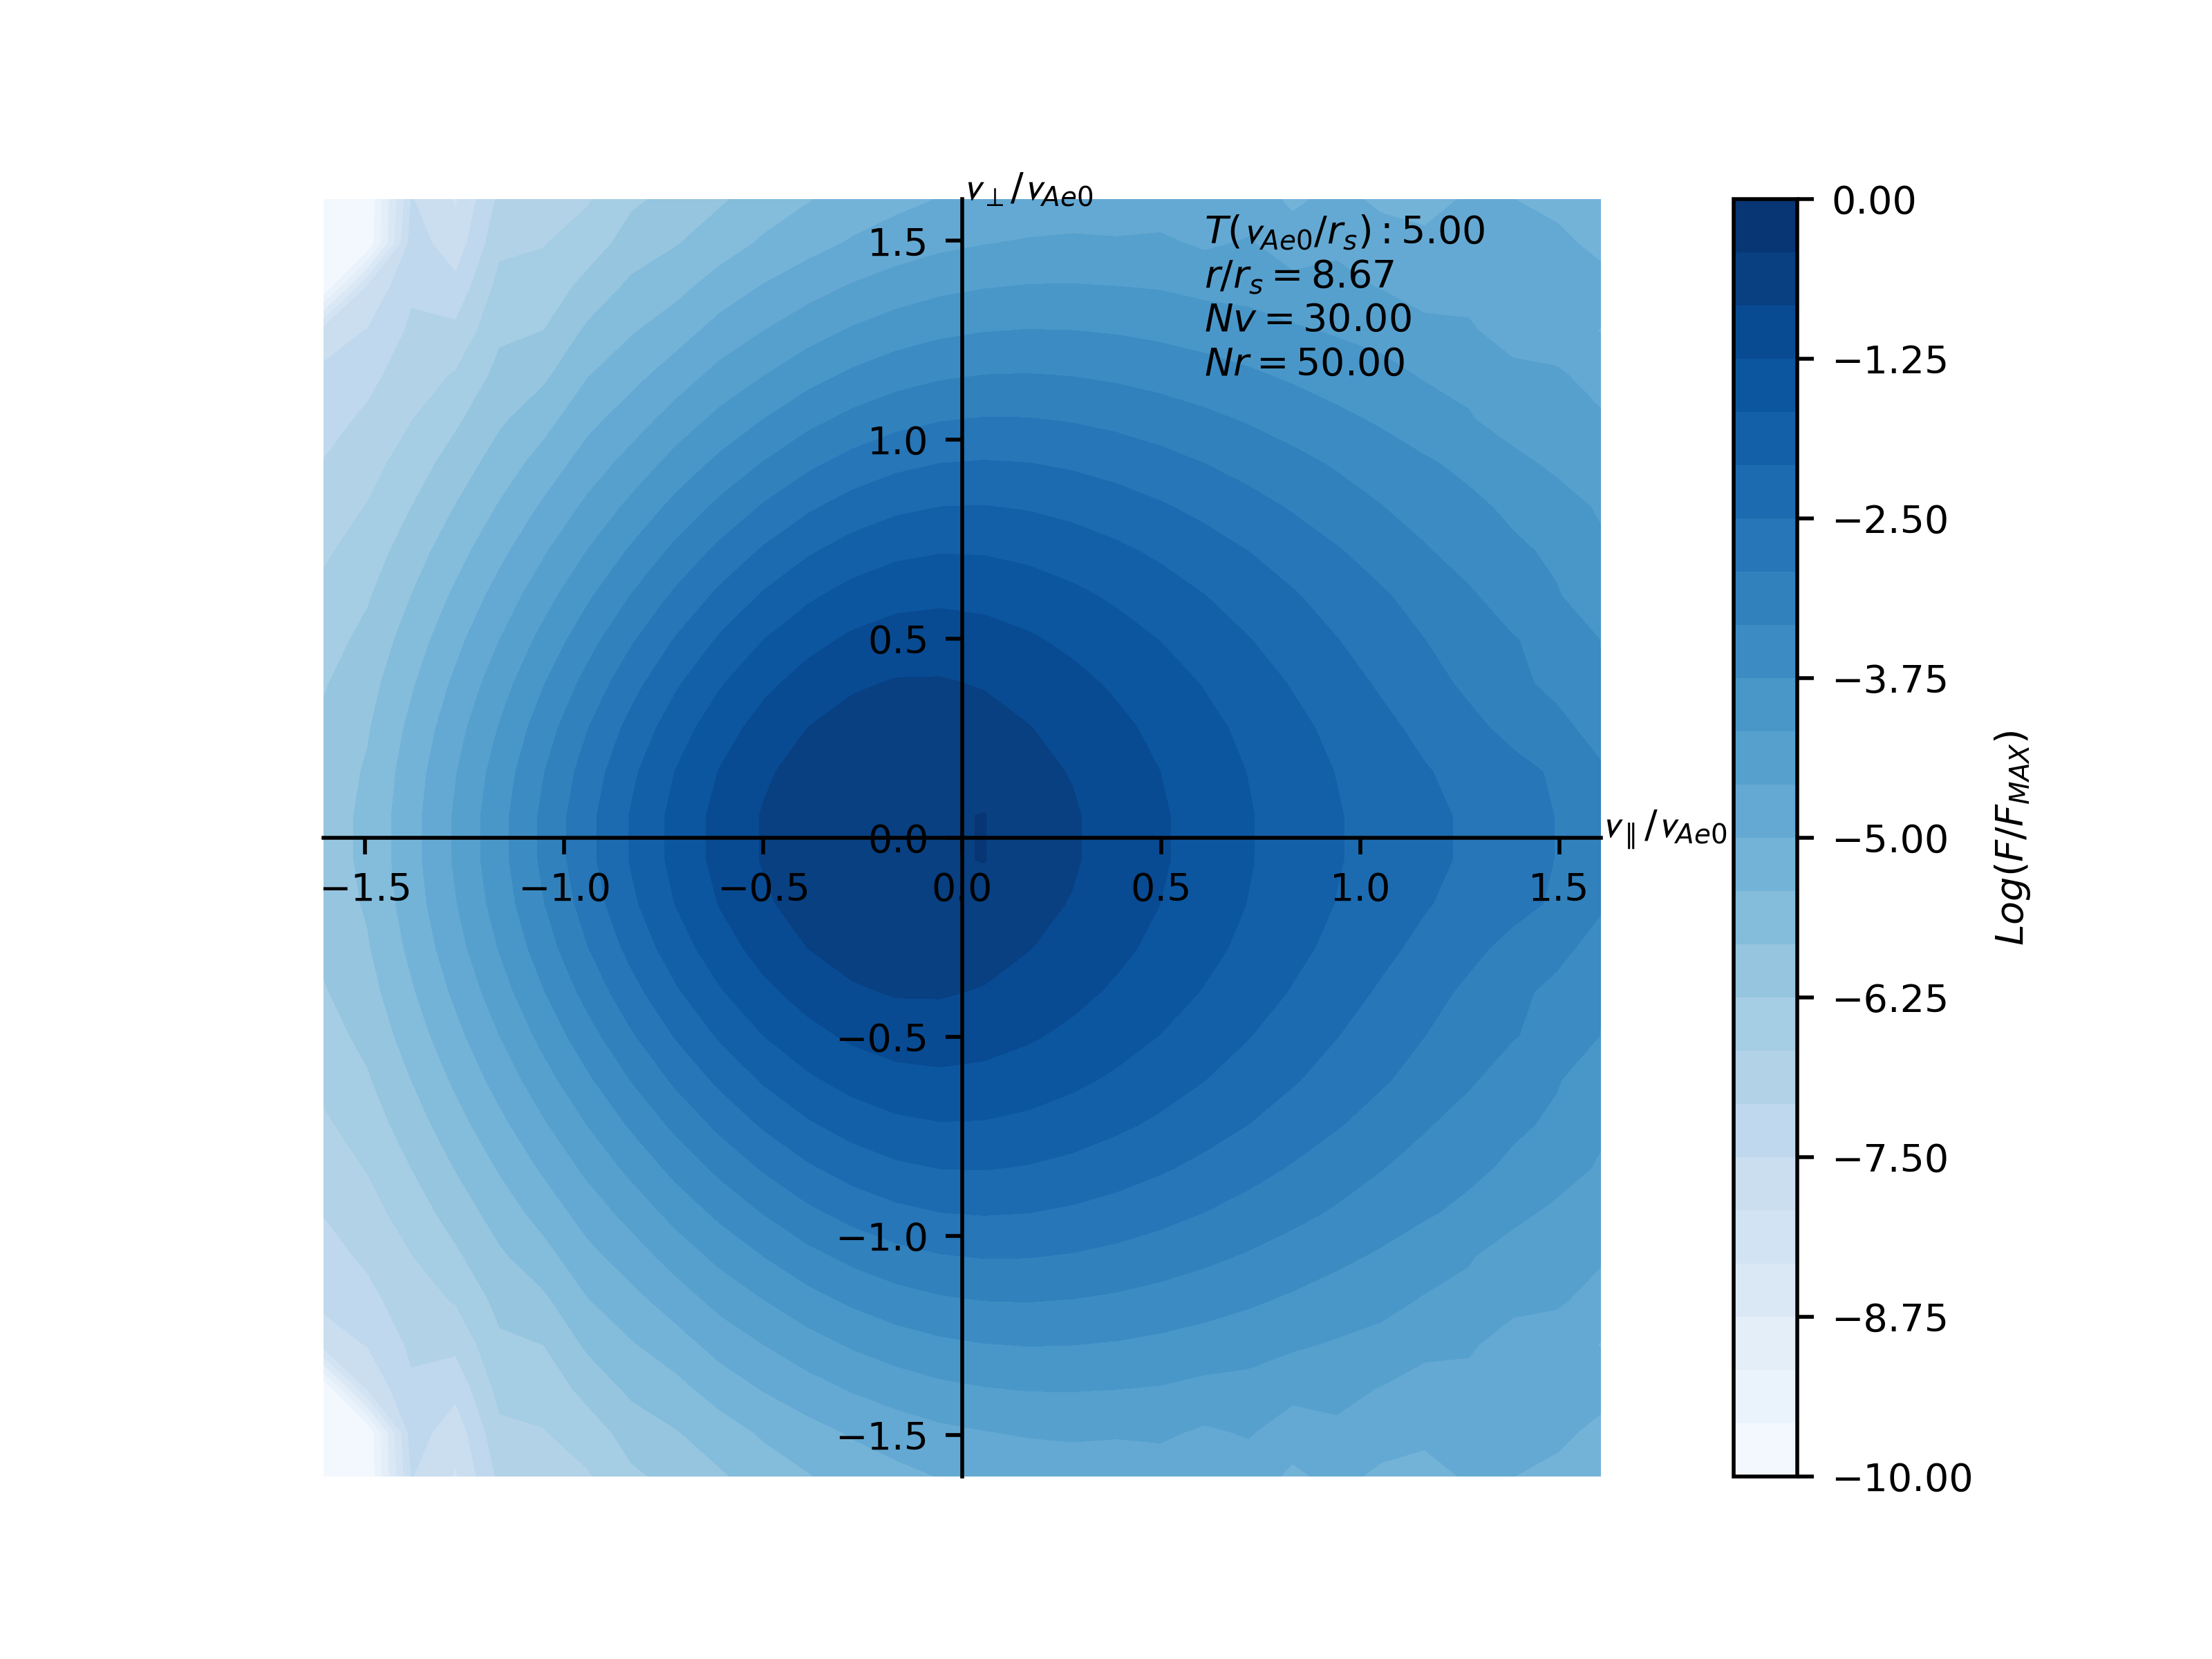 v⊥/vAe0
T(vAe0/rs) : 5.00
r/rs = 8.67
Nv = 30.00
Nr = 50.00
1.5
1.0
0.5
0.0
−0.5
−1.0
−1.5
−1.5 −1.0 −0.5 0.0 0.5 1.0 1.5
v∥/vAe0
0.00
−1.25
−2.50
−3.75
−5.00
−6.25
−7.50
−8.75
−10.00
Log(F/FMAX)